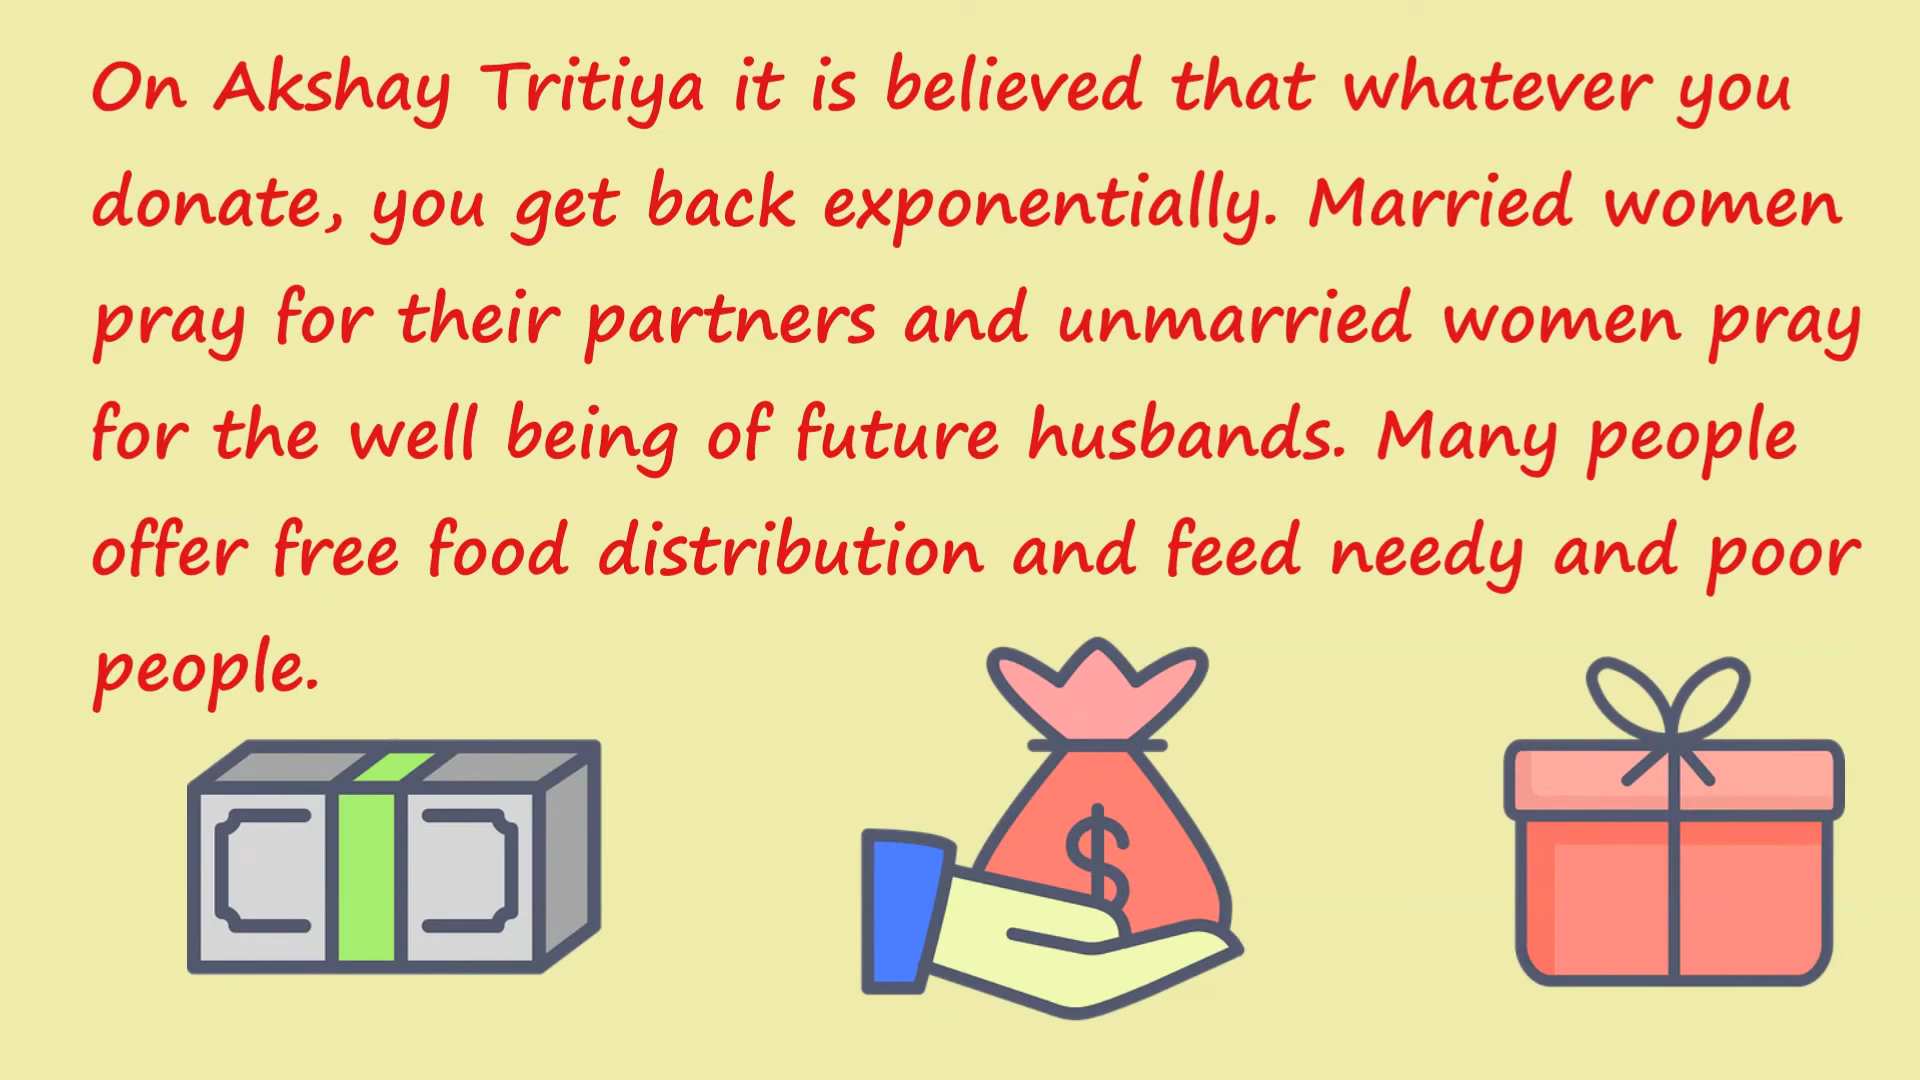 On Akshay Tritiya it is believed that whatever you
donate, you get back exponentially. Married women
pray for their partners and unmarried women pray
for the well being of future husbands. Many people
offer free food distribution and feed needy and poor
people.
$